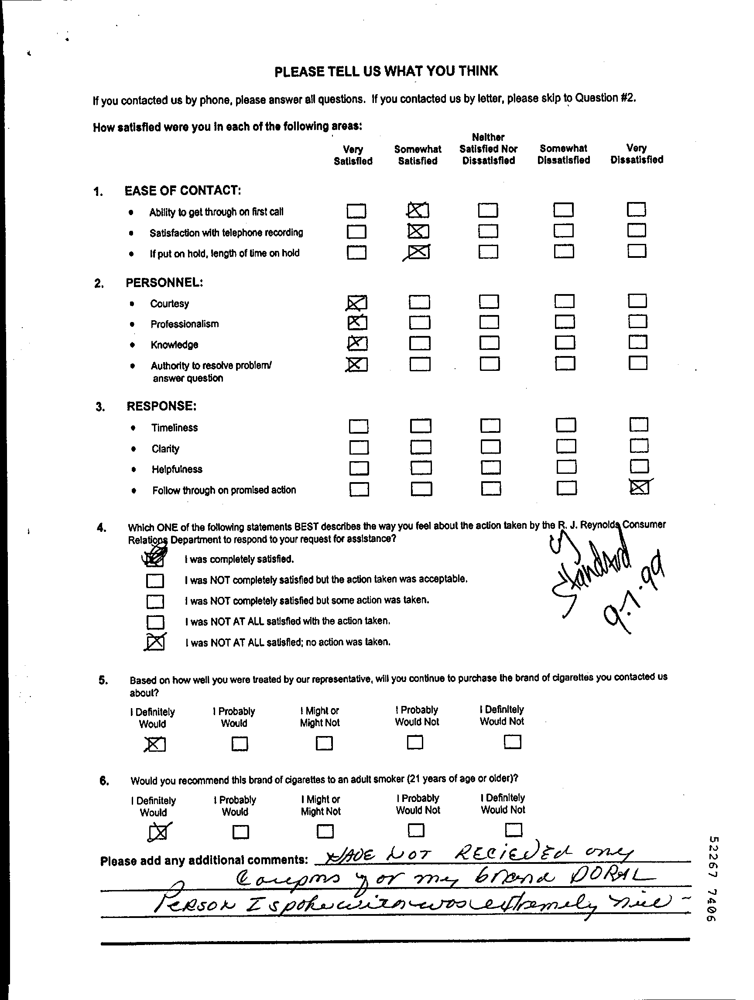 PLEASE TELL US WHAT YOU THINK
If you contacted us by phone, please answer all questions. If you contacted us by letter, please skip to Question #2.
How satisfied were you in each of the following areas:
Very Satisfied
Somewhat Satisfied
Neither Satisfied Nor Dissatisfied
Somewhat Dissatisfied
Very Dissatisfied
1. EASE OF CONTACT:
• Ability to get through on first call
• Satisfaction with telephone recording
• If put on hold, length of time on hold
2. PERSONNEL:
• Courtesy
• Professionalism
• Knowledge
• Authority to resolve problem/
answer question
3. RESPONSE:
• Timeliness
• Clarity
• Helpfulness
• Follow through on promised action
4. Which ONE of the following statements BEST describes the way you feel about the action taken by the R. J. Reynolds Consumer
Relations Department to respond to your request for assistance?
I was completely satisfied.
I was NOT completely satisfied but the action taken was acceptable.
I was NOT completely satisfied but some action was taken.
I was NOT AT ALL satisfied with the action taken.
I was NOT AT ALL satisfied; no action was taken.
Standard
9-1-99
5. Based on how well you were treated by our representative, will you continue to purchase the brand of cigarettes you contacted us
about?
I Definitely Would
I Probably Would
I Might or Might Not
I Probably Would Not
I Definitely Would Not
6. Would you recommend this brand of cigarettes to an adult smoker (21 years of age or older)?
I Definitely Would
I Probably Would
I Might or Might Not
I Probably Would Not
I Definitely Would Not
Please add any additional comments: HAVE NOT RECIEVED any
Coupons for my brand DORAL
PERSON I spoke with was extremely nice -
52267 7406